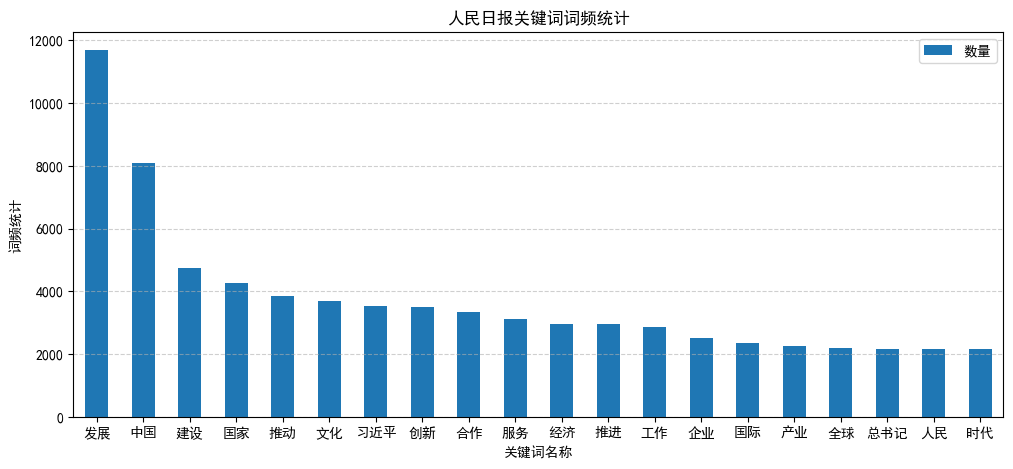 人民日报关键词词频统计
数量
词频统计
12000
10000
8000
6000
4000
2000
0
发展 中国 建设 国家 推动 文化 习近平 创新 合作 服务 经济 推进 工作 企业 国际 产业 全球 总书记 人民 时代
关键词名称